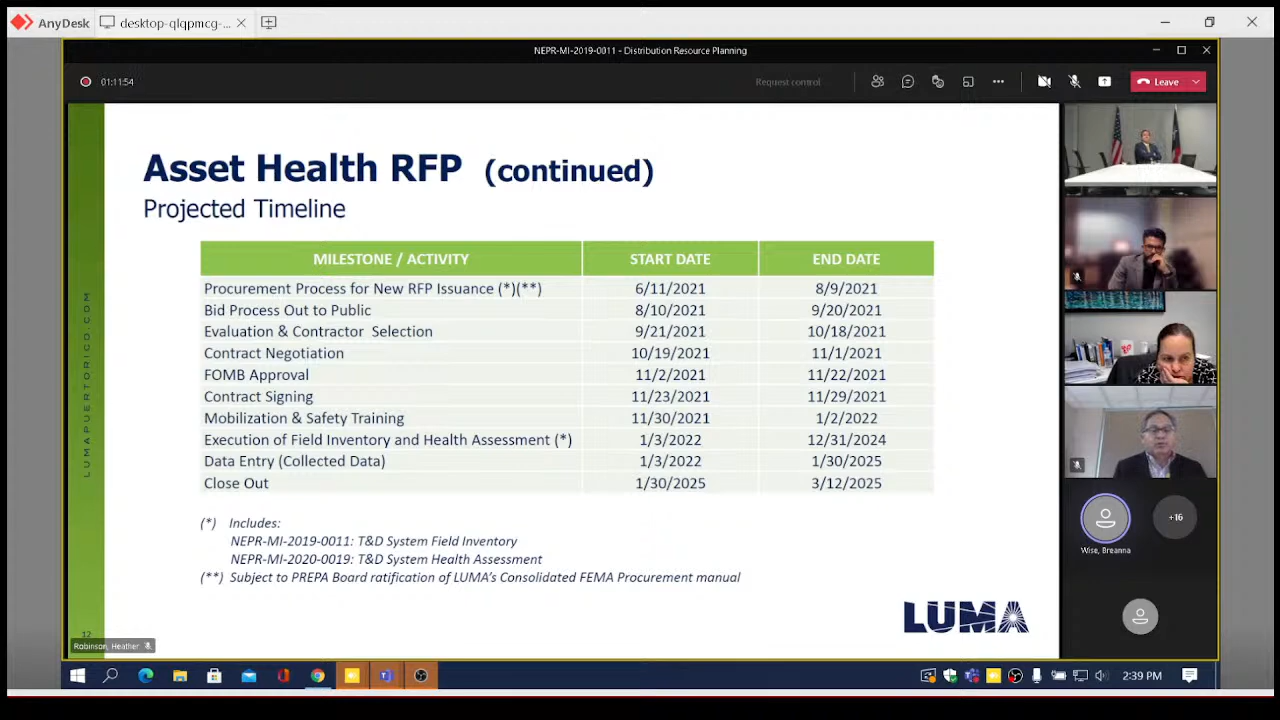 AnyDesk
desktop-qlqpmcg-...
NEPR-MI-2019-0011 - Distribution Resource Planning
01:11:54
Request control
Leave
Asset Health RFP (continued)
Projected Timeline
MILESTONE / ACTIVITY START DATE END DATE
Procurement Process for New RFP Issuance (*)(**) 6/11/2021 8/9/2021
Bid Process Out to Public 8/10/2021 9/20/2021
Evaluation & Contractor Selection 9/21/2021 10/18/2021
Contract Negotiation 10/19/2021 11/1/2021
FOMB Approval 11/2/2021 11/22/2021
Contract Signing 11/23/2021 11/29/2021
Mobilization & Safety Training 11/30/2021 1/2/2022
Execution of Field Inventory and Health Assessment (*) 1/3/2022 12/31/2024
Data Entry (Collected Data) 1/3/2022 1/30/2025
Close Out 1/30/2025 3/12/2025
(*) Includes:
NEPR-MI-2019-0011: T&D System Field Inventory
NEPR-MI-2020-0019: T&D System Health Assessment
(**) Subject to PREPA Board ratification of LUMA's Consolidated FEMA Procurement manual
LUMAPUERTORICO.COM
12
LUMA
Robinson, Heather
+16
Wise, Breanna
2:39 PM